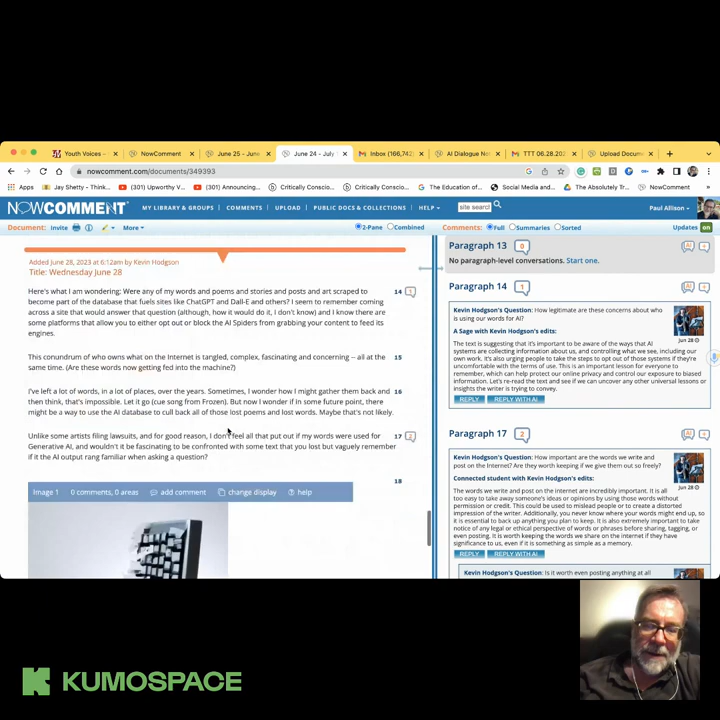 Youth Voices -
NowComment
June 25 - June
June 24 - July
Inbox (166,742
AI Dialogue No
TTT 06.28.202
Upload Docum
nowcomment.com/documents/349393
Apps
Jay Shetty - Think...
(301) Upworthy V...
(301) Announcing...
Critically Consci...
Critically Consci...
The Education of...
Social Media and...
The Absolutely Tr...
NowComment
NOWCOMMENT
MY LIBRARY & GROUPS
COMMENTS
UPLOAD
PUBLIC DOCS & COLLECTIONS
HELP
site search
Paul Allison
Document: Invite
More
2-Pane
Combined
Comments:
Full
Summaries
Sorted
Updates
on
Added June 28, 2023 at 6:12am by Kevin Hodgson
Title: Wednesday June 28
Here's what I am wondering: Were any of my words and poems and stories and posts and art scraped to
become part of the database that fuels sites like ChatGPT and Dall-E and others? I seem to remember coming
across a site that would answer that question (although, how it would do it, I don't know) and I know there are
some platforms that allow you to either opt out or block the AI Spiders from grabbing your content to feed its
engines.
14
1
This conundrum of who owns what on the Internet is tangled, complex, fascinating and concerning -- all at the
same time. (Are these words now getting fed into the machine?)
15
I've left a lot of words, in a lot of places, over the years. Sometimes, I wonder how I might gather them back and
then think, that's impossible. Let it go (cue song from Frozen). But now I wonder if in some future point, there
might be a way to use the AI database to cull back all of those lost poems and lost words. Maybe that's not likely.
16
Unlike some artists filing lawsuits, and for good reason, I don't feel all that put out if my words were used for
Generative AI, and wouldn't it be fascinating to be confronted with some text that you lost but vaguely remember
if it the AI output rang familiar when asking a question?
17
2
18
Image 1
0 comments, 0 areas
add comment
change display
help
Paragraph 13
0
No paragraph-level conversations. Start one.
Paragraph 14
1
Kevin Hodgson's Question: How legitimate are these concerns about who
is using our words for AI?
A Sage with Kevin Hodgson's edits:
Jun 28
The text is suggesting that it's important to be aware of the ways that AI
systems are collecting information about us, and controlling what we see, including our
own work. It's also urging people to take the steps to opt out of those systems if they're
uncomfortable with the terms of use. This is an important lesson for everyone to
remember, which can help protect our online privacy and control our exposure to biased
information. Let's re-read the text and see if we can uncover any other universal lessons or
insights the writer is trying to convey.
REPLY
REPLY WITH AI
Paragraph 17
2
Kevin Hodgson's Question: How important are the words we write and
post on the Internet? Are they worth keeping if we give them out so freely?
Connected student with Kevin Hodgson's edits:
Jun 28
The words we write and post on the internet are incredibly important. It is all
too easy to take away someone's ideas or opinions by using those words without
permission or credit. This could be used to mislead people or to create a distorted
impression of the writer. Additionally, you never know where your words might end up, so
it is essential to back up anything you plan to keep. It is also extremely important to take
notice of any legal or ethical perspective of words or phrases before sharing, tagging, or
even posting. It is worth keeping the words we share on the internet if they have
significance to us, even if it is something as simple as a memory.
REPLY
REPLY WITH AI
Kevin Hodgson's Question: Is it worth even posting anything at all
KUMOSPACE